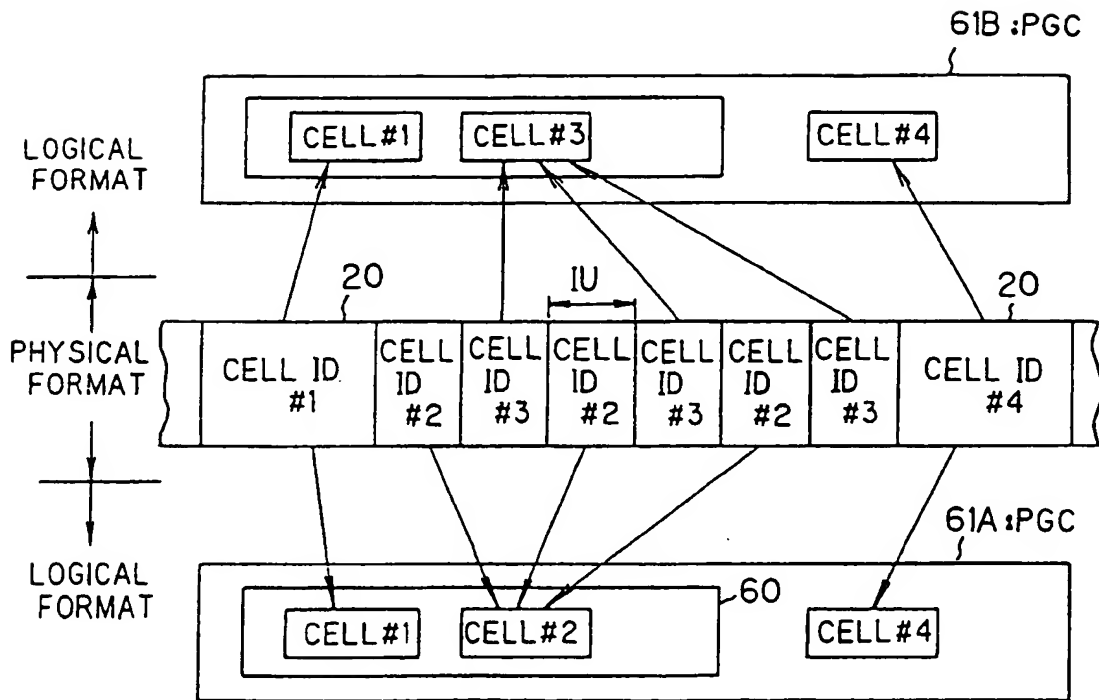 61B :PGC
CELL#1
CELL#3
CELL#4
LOGICAL
FORMAT
20
IU
20
PHYSICAL
FORMAT
CELL ID
#1
CELL
ID
#2
CELL
ID
#3
CELL
ID
#2
CELL
ID
#3
CELL
ID
#2
CELL
ID
#3
CELL ID
#4
61A :PGC
LOGICAL
FORMAT
60
CELL#1
CELL#2
CELL#4